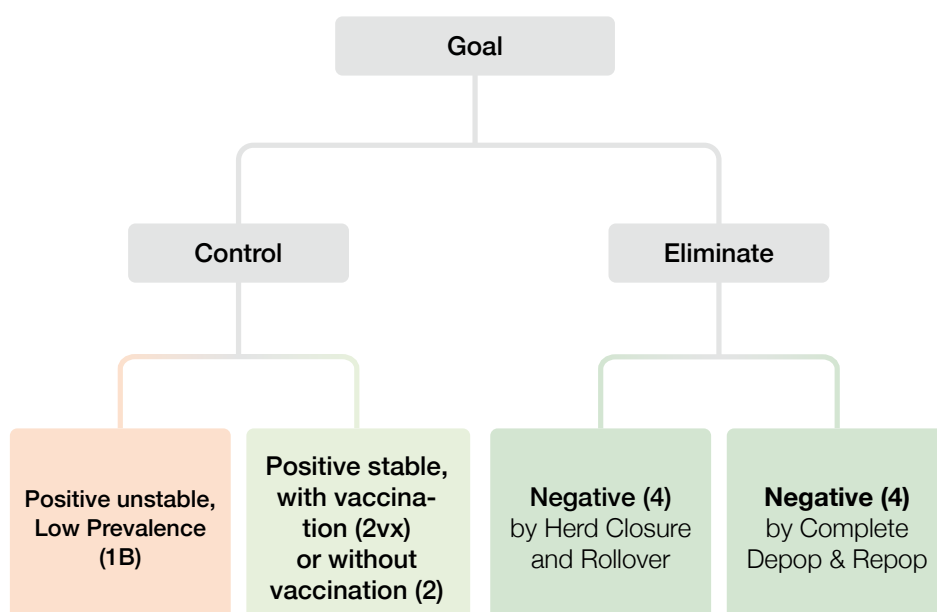 Goal
Control
Eliminate
Positive unstable,
Low Prevalence
(1B)
Positive stable,
with vaccina-
tion (2vx)
or without
vaccination (2)
Negative (4)
by Herd Closure
and Rollover
Negative (4)
by Complete
Depop & Repop